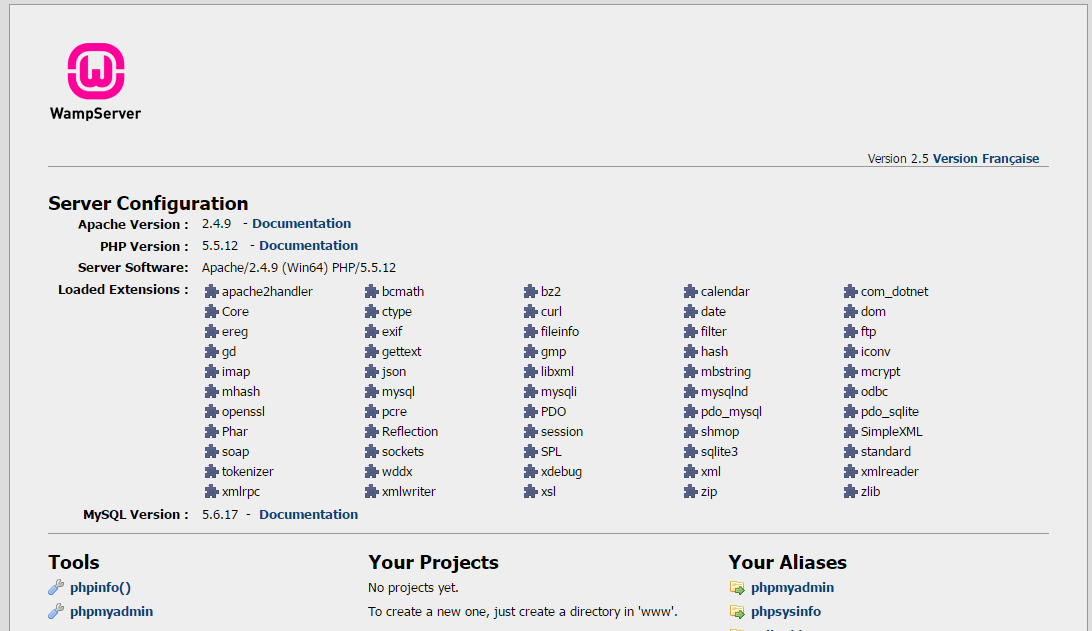 WampServer
Version 2.5 Version Française
Server Configuration
Apache Version : 2.4.9 - Documentation
PHP Version : 5.5.12 - Documentation
Server Software: Apache/2.4.9 (Win64) PHP/5.5.12
Loaded Extensions : apache2handler bcmath bz2 calendar com_dotnet
Core ctype curl date dom
ereg exif fileinfo filter ftp
gd gettext gmp hash iconv
imap json libxml mbstring mcrypt
mhash mysql mysqli mysqlnd odbc
openssl pcre PDO pdo_mysql pdo_sqlite
Phar Reflection session shmop SimpleXML
soap sockets SPL sqlite3 standard
tokenizer wddx xdebug xml xmlreader
xmlrpc xmlwriter xsl zip zlib
MySQL Version : 5.6.17 - Documentation
Tools Your Projects Your Aliases
phpinfo() No projects yet. phpmyadmin
phpmyadmin To create a new one, just create a directory in 'www'. phpsysinfo